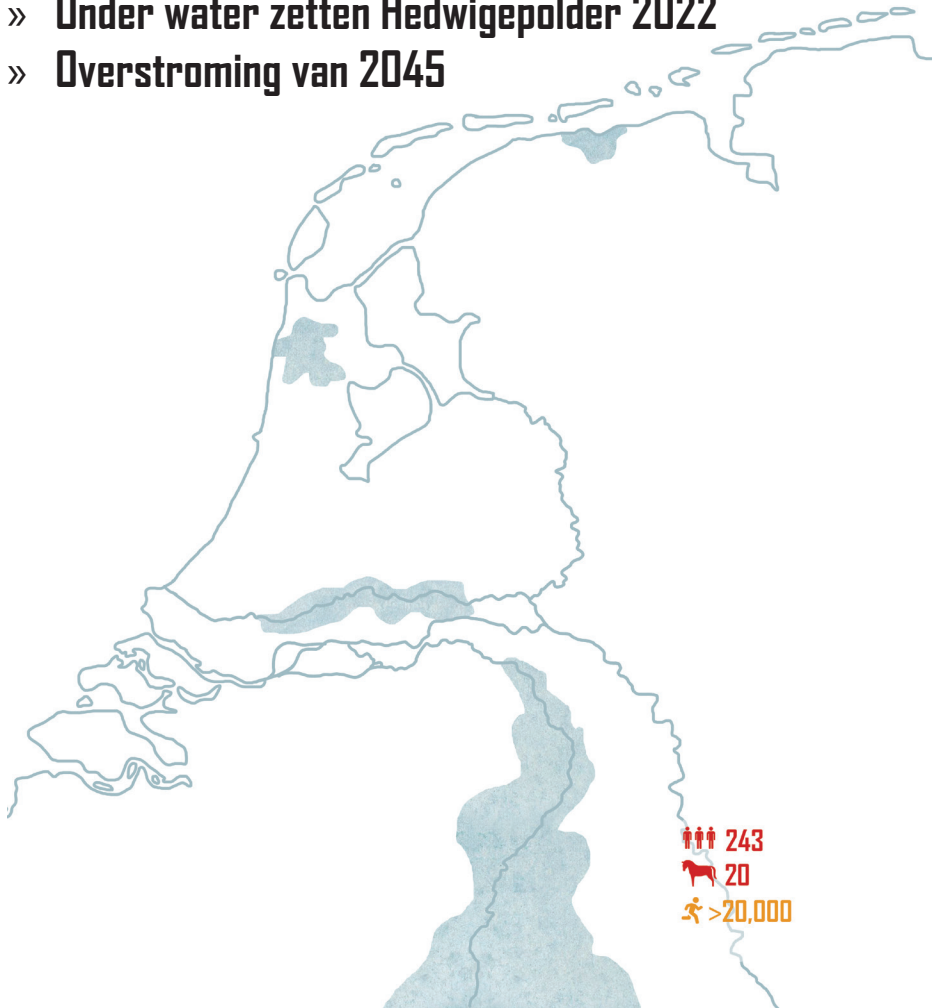 » Onder water zetten Hedwigepolder 2022
» Overstroming van 2045
243
20
>20,000